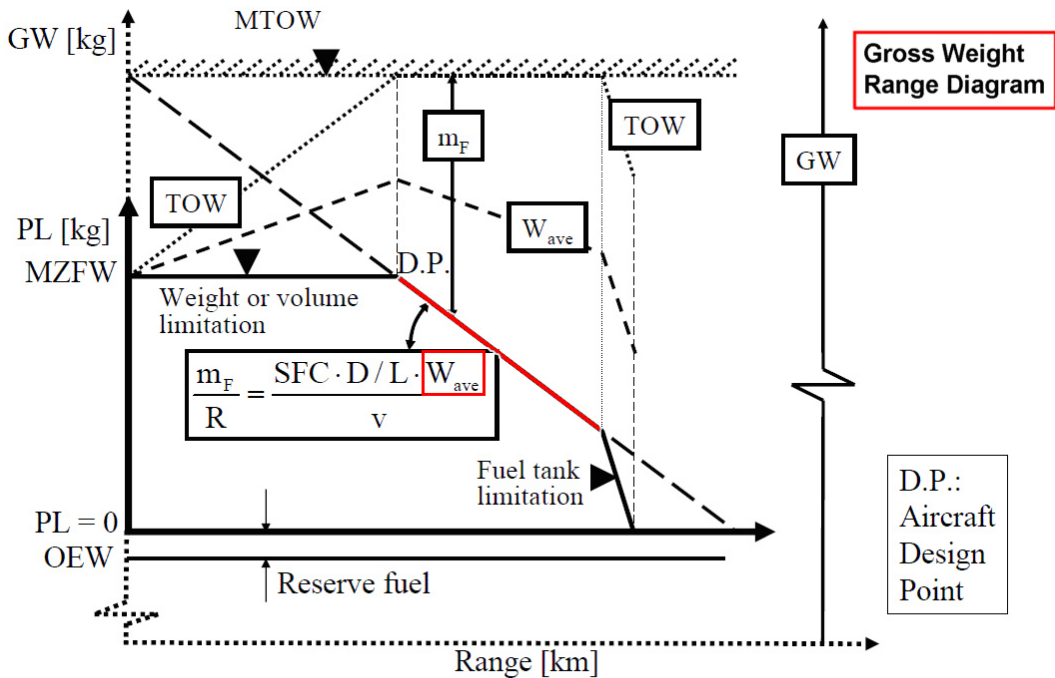 MTOW
GW [kg]
Gross Weight
Range Diagram
m_F
TOW
GW
TOW
PL [kg]
W_ave
MZFW
D.P.
Weight or volume
limitation
m_F / R = SFC · D / L · W_ave / v
Fuel tank
limitation
D.P.:
Aircraft
Design
Point
PL = 0
OEW
Reserve fuel
Range [km]